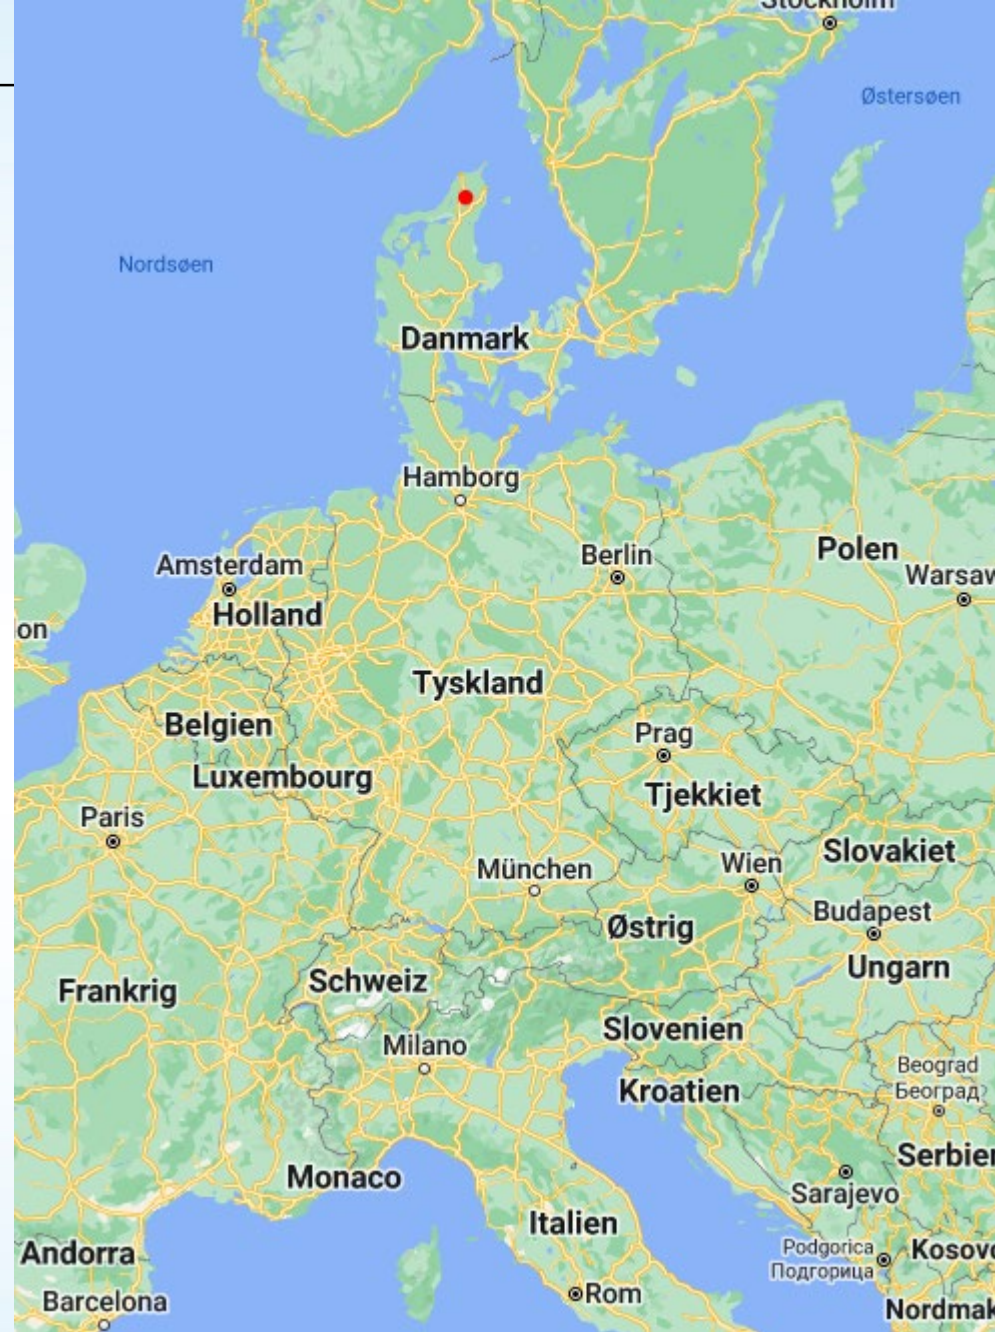 Stockholm
Østersøen
Nordsøen
Danmark
Hamborg
Amsterdam
Berlin
Polen
Holland
Warsaw
on
Tyskland
Belgien
Prag
Luxembourg
Tjekkiet
Paris
Slovakiet
Wien
München
Budapest
Østrig
Ungarn
Schweiz
Frankrig
Slovenien
Milano
Beograd
Београд
Kroatien
Serbien
Monaco
Sarajevo
Italien
Podgorica
Подгорица
Kosovo
Andorra
Rom
Barcelona
Nordmak